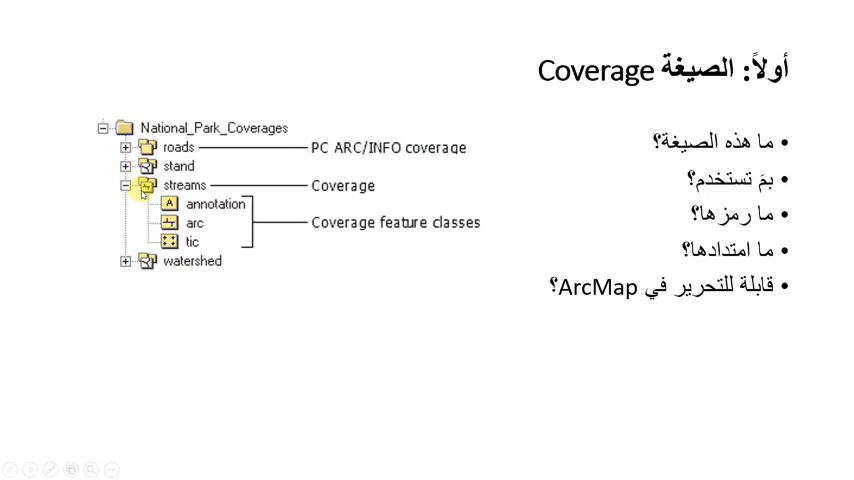 أولاً: الصيغة Coverage
• ما هذه الصيغة؟
• بمَ تستخدم؟
• ما رمزها؟
• ما امتدادها؟
• قابلة للتحرير في ArcMap؟
National_Park_Coverages
roads PC ARC/INFO coverage
stand
streams Coverage
A annotation
arc Coverage feature classes
tic
watershed